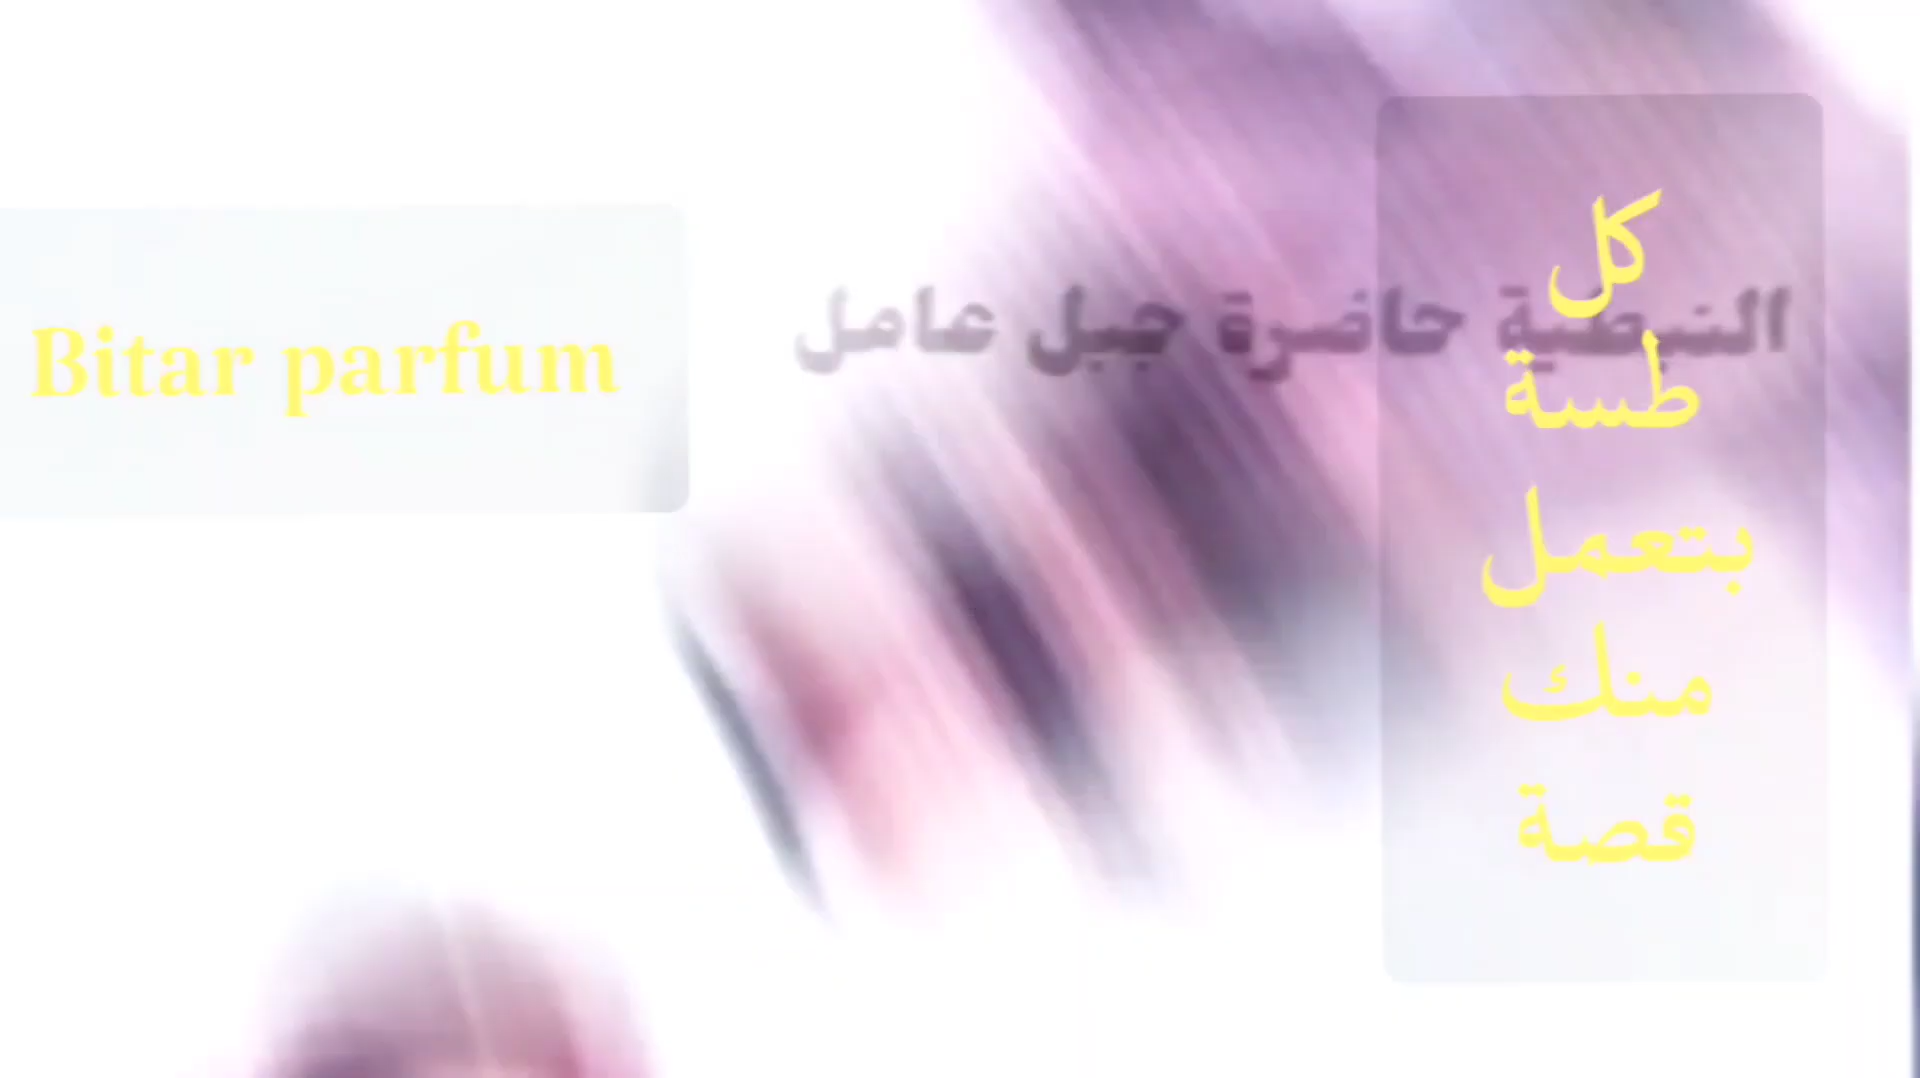 Bitar parfum
النبطية حاضرة جبل عامل
كل
طسة
بتعمل
منك
قصة